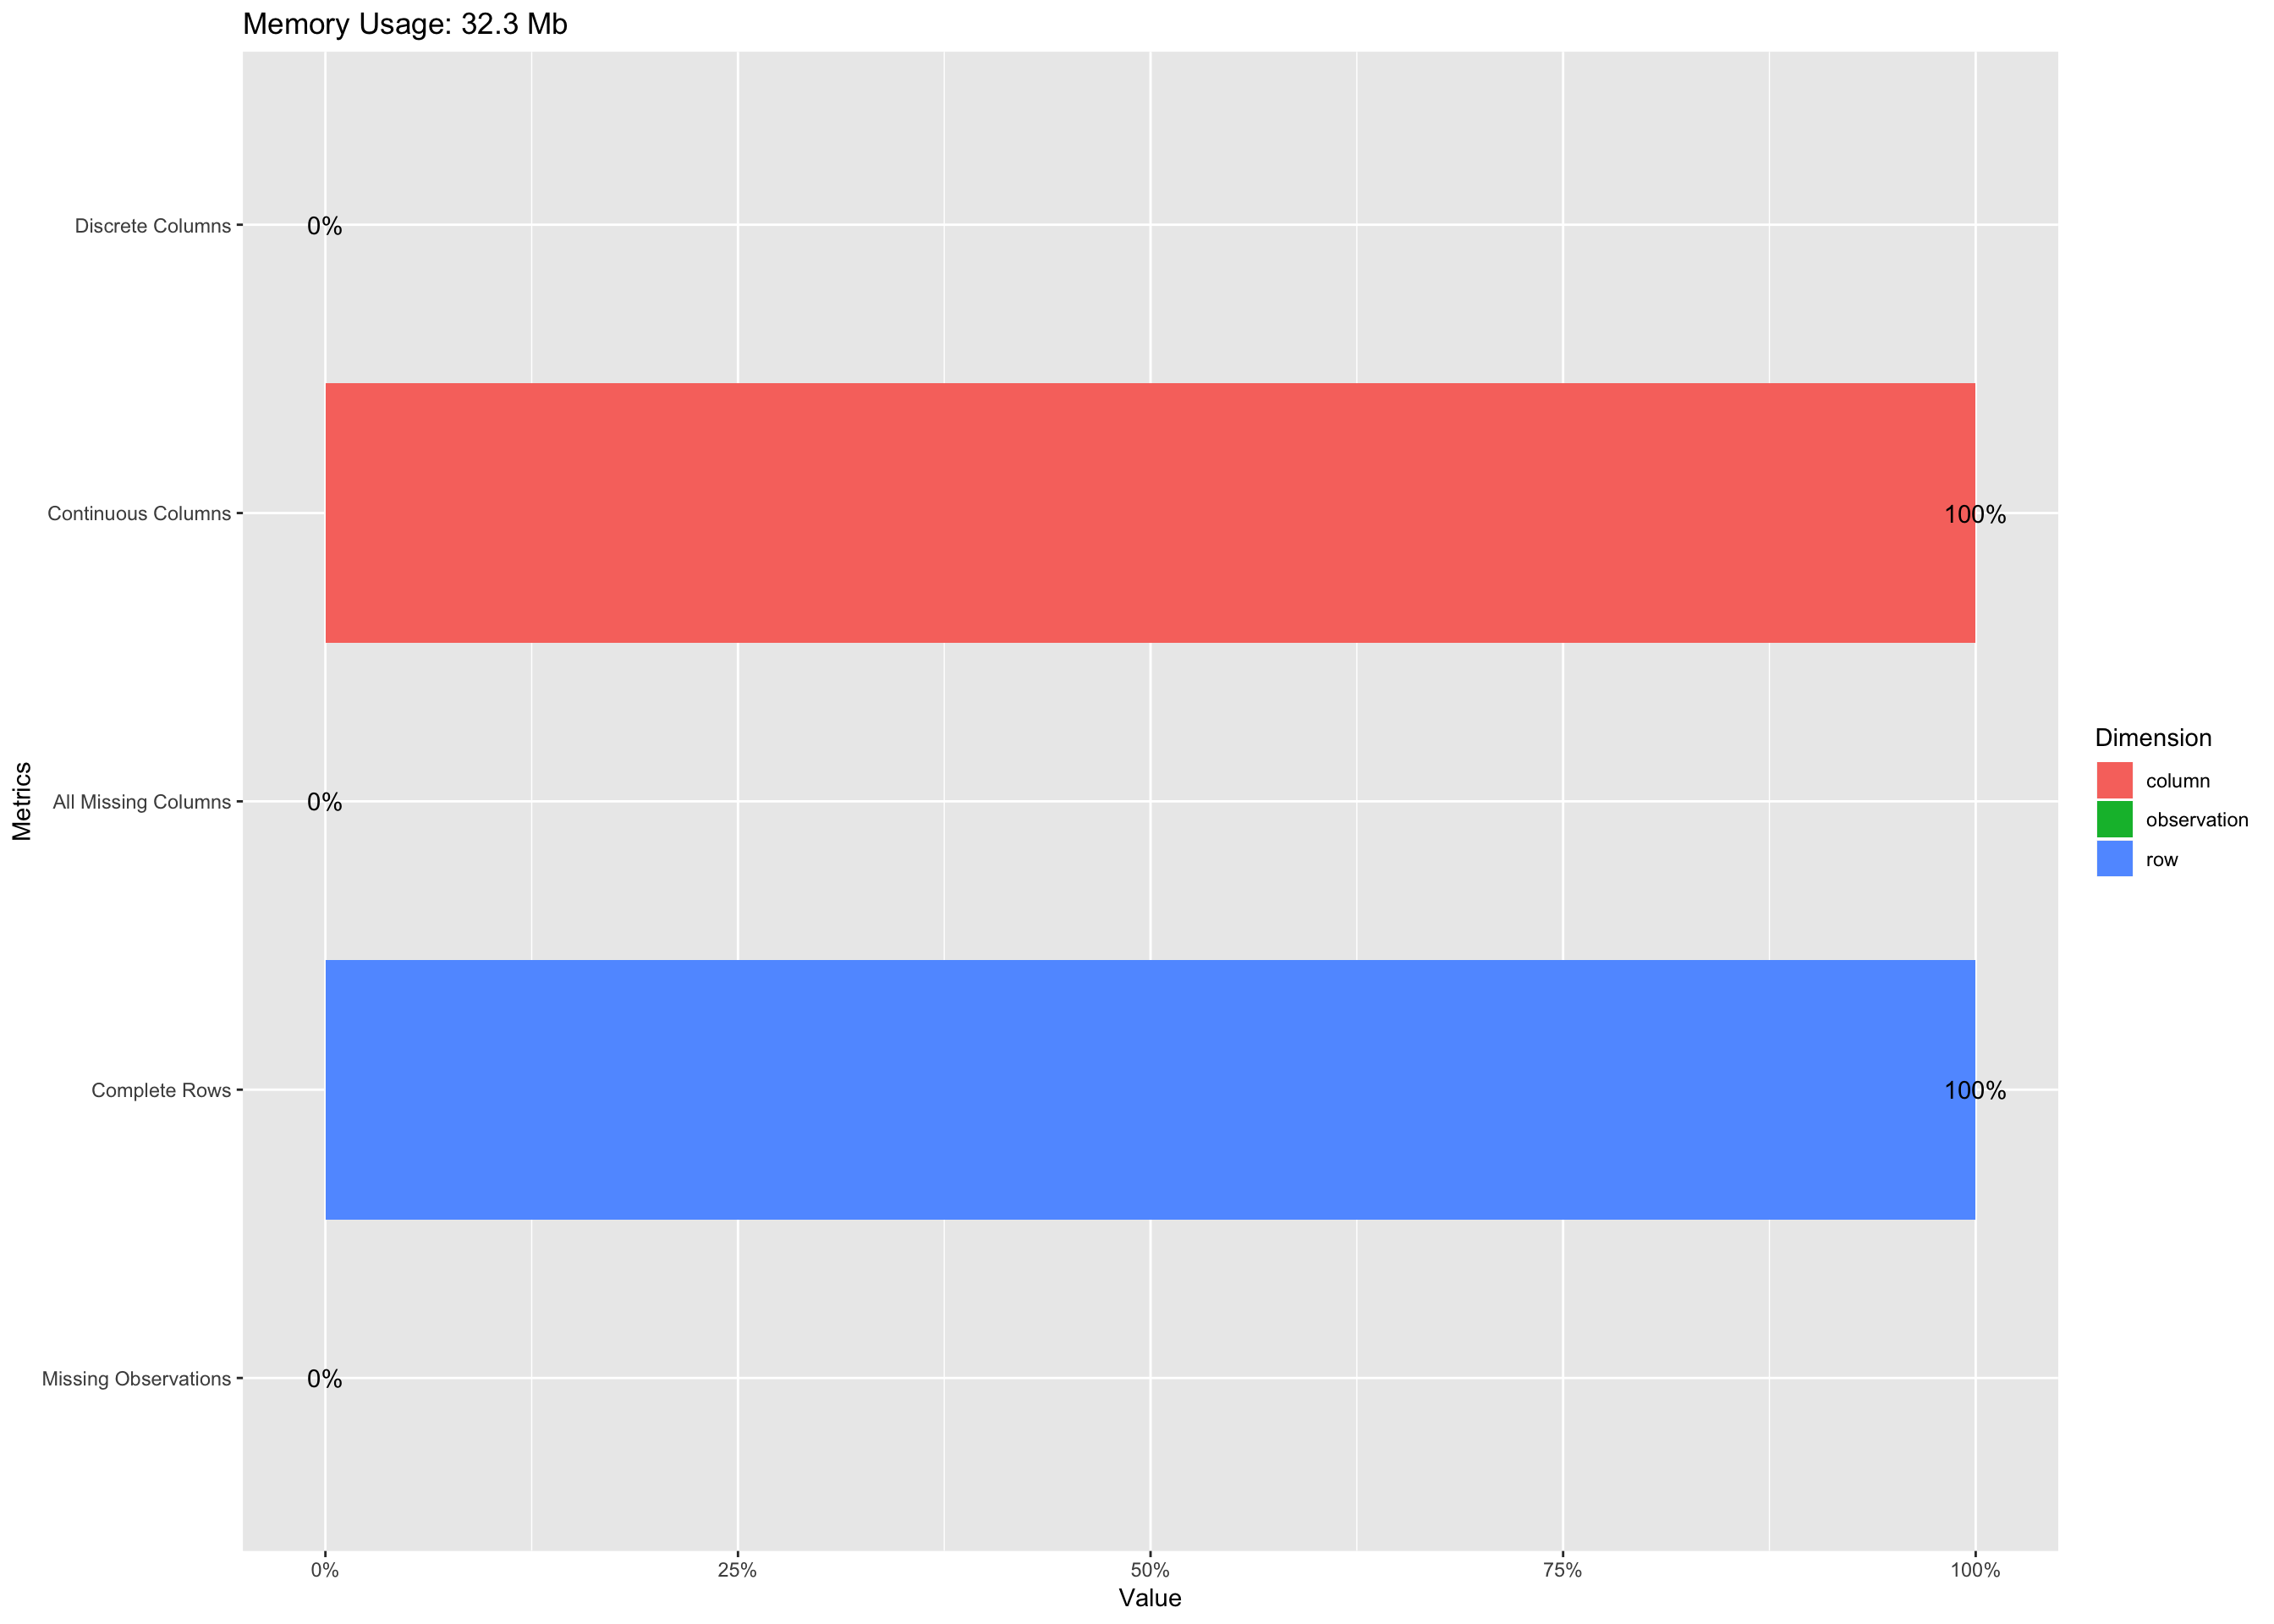 Memory Usage: 32.3 Mb
Metrics
Discrete Columns
0%
Continuous Columns
100%
All Missing Columns
0%
Complete Rows
100%
Missing Observations
0%
0% 25% 50% 75% 100%
Value
Dimension
column
observation
row